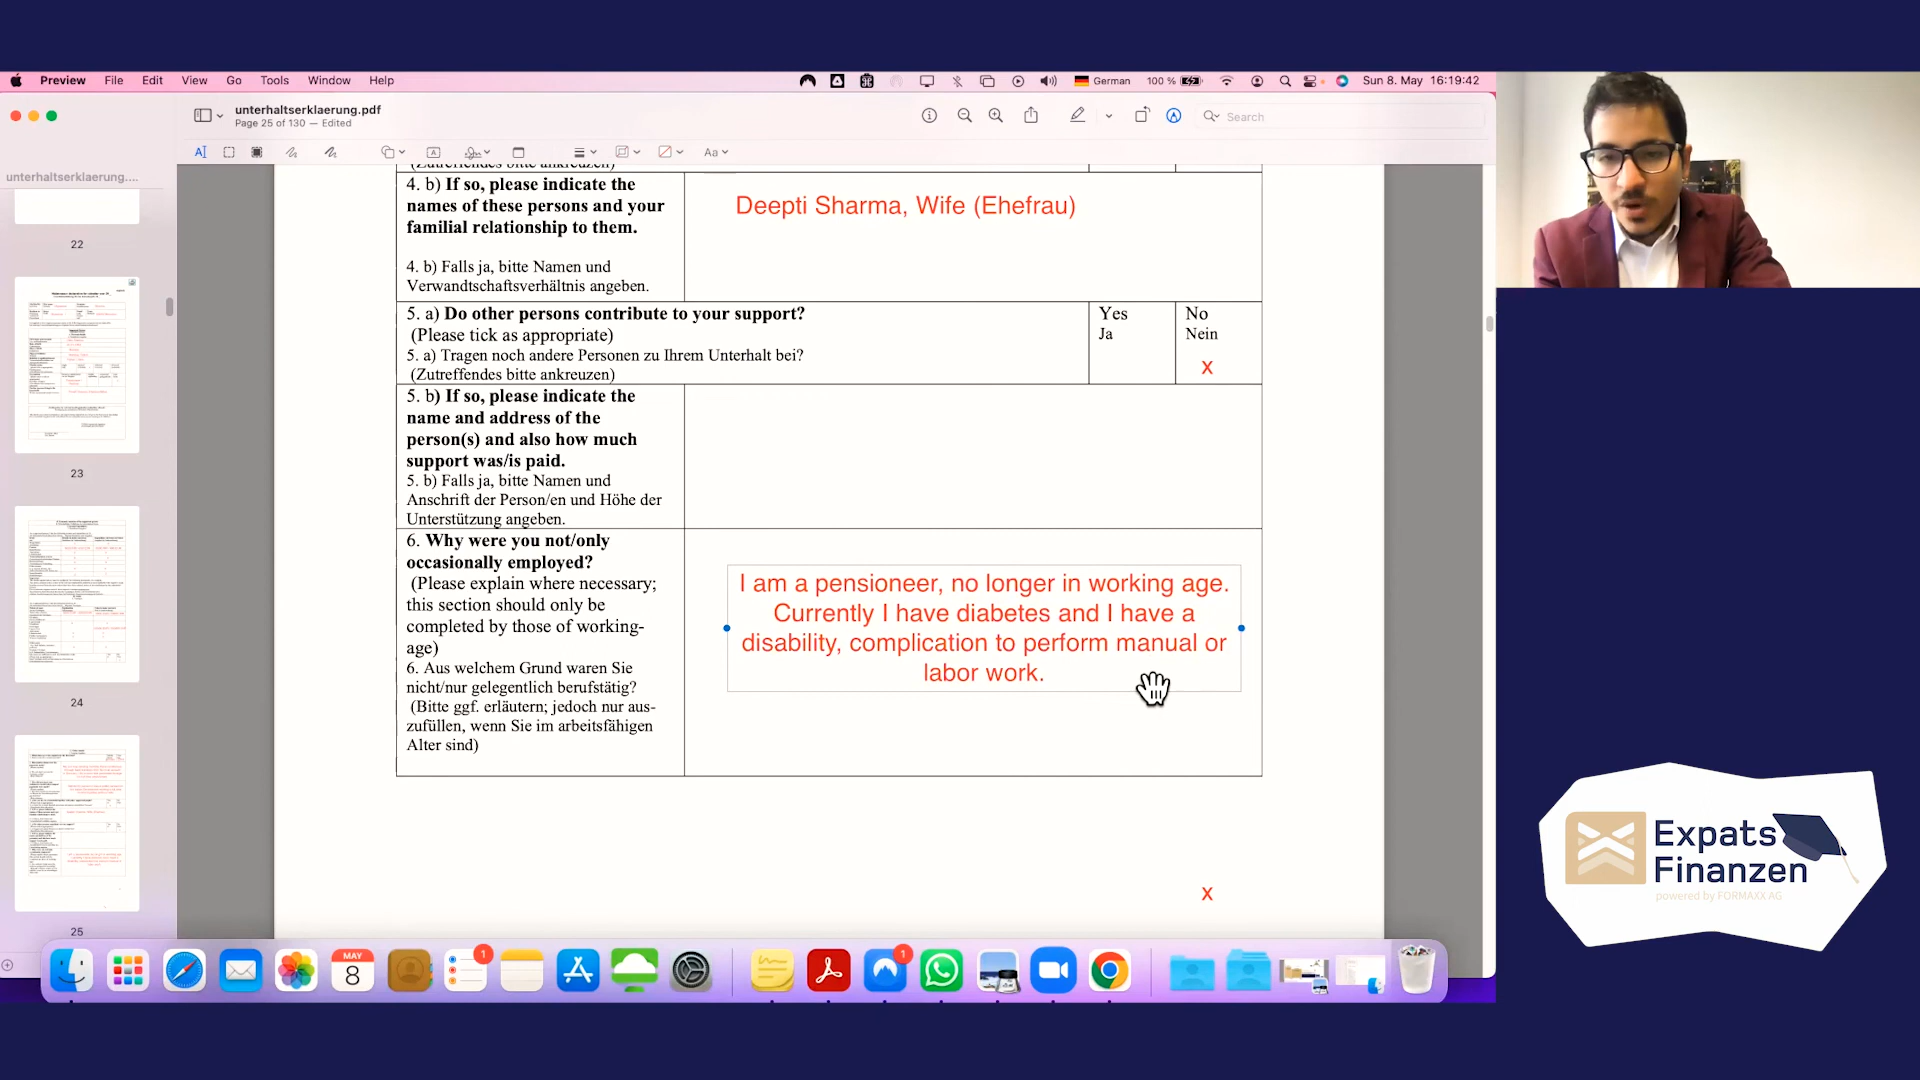 Preview File Edit View Go Tools Window Help
German 100 % Sun 8. May 16:19:42
unterhaltserklaerung.pdf
Page 25 of 130 — Edited
Search
Aa
unterhaltserklaerung....
22
23
24
25
4. b) If so, please indicate the
names of these persons and your
familial relationship to them.
4. b) Falls ja, bitte Namen und
Verwandtschaftsverhältnis angeben.
Deepti Sharma, Wife (Ehefrau)
5. a) Do other persons contribute to your support?
(Please tick as appropriate)
5. a) Tragen noch andere Personen zu Ihrem Unterhalt bei?
(Zutreffendes bitte ankreuzen)
Yes
Ja
No
Nein
x
5. b) If so, please indicate the
name and address of the
person(s) and also how much
support was/is paid.
5. b) Falls ja, bitte Namen und
Anschrift der Person/en und Höhe der
Unterstützung angeben.
6. Why were you not/only
occasionally employed?
(Please explain where necessary;
this section should only be
completed by those of working-
age)
6. Aus welchem Grund waren Sie
nicht/nur gelegentlich berufstätig?
(Bitte ggf. erläutern; jedoch nur aus-
zufüllen, wenn Sie im arbeitsfähigen
Alter sind)
I am a pensioner, no longer in working age.
Currently I have diabetes and I have a
disability, complication to perform manual or
labor work.
x
MAY
8
1
1
Expats
Finanzen
powered by FORMAXX AG